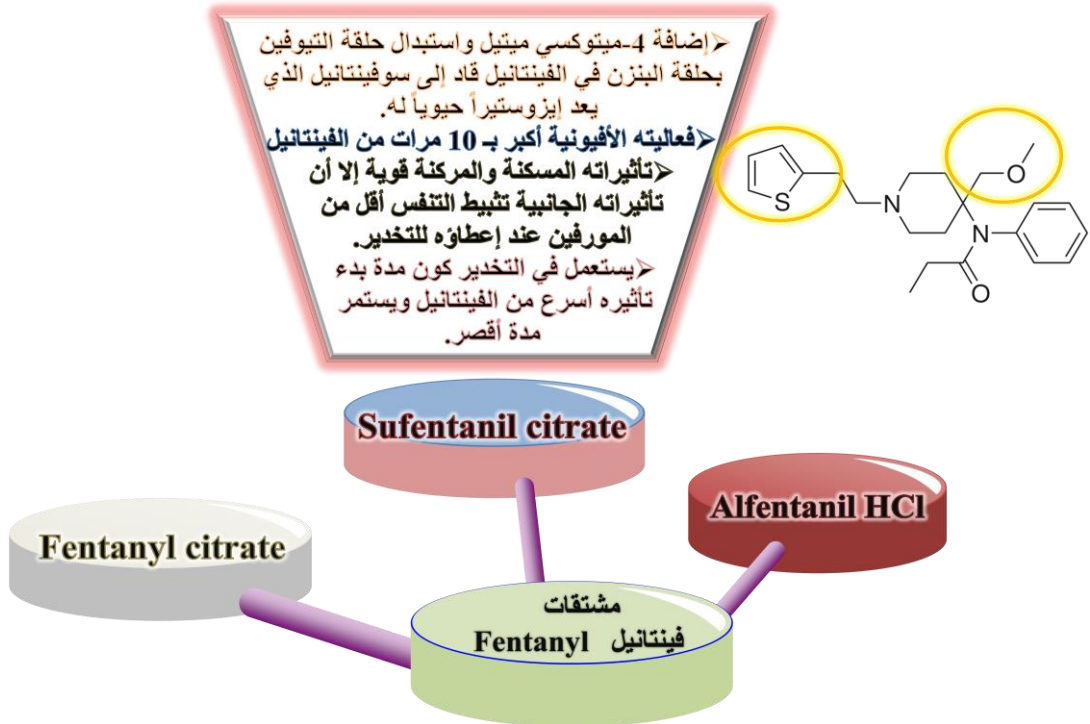 ➢إضافة 4-ميتوكسي ميتيل واستبدال حلقة التيوفين
بحلقة البنزن في الفينتانيل قاد إلى سوفينتانيل الذي
يعد إيزوستيراً حيوياً له.
➢فعاليته الأفيونية أكبر بـ 10 مرات من الفينتانيل
➢تأثيراته المسكنة والمركنة قوية إلا أن
تأثيراته الجانبية تثبيط التنفس أقل من
المورفين عند إعطاؤه للتخدير.
➢يستعمل في التخدير كون مدة بدء
تأثيره أسرع من الفينتانيل ويستمر
مدة أقصر.
S
N
O
N
O
Sufentanil citrate
Alfentanil HCl
Fentanyl citrate
مشتقات
فينتانيل Fentanyl